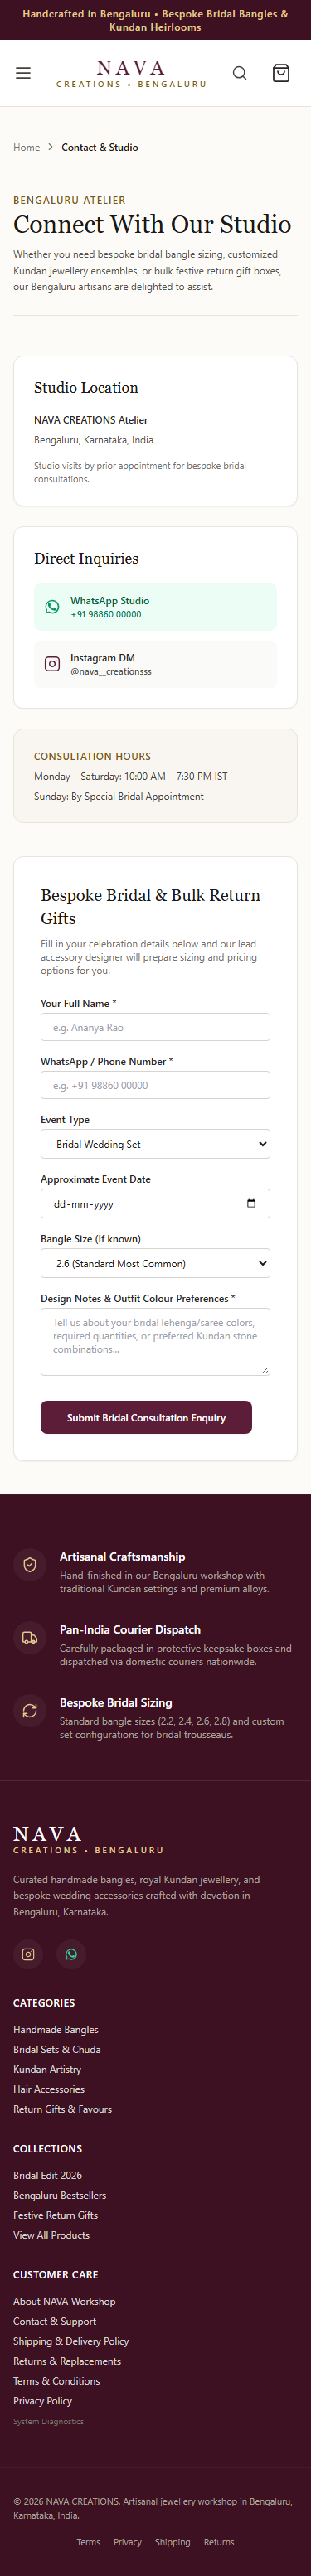 Handcrafted in Bengaluru • Bespoke Bridal Bangles &
Kundan Heirlooms
NAVA
CREATIONS • BENGALURU
Home > Contact & Studio
BENGALURU ATELIER
Connect With Our Studio
Whether you need bespoke bridal bangle sizing, customized
Kundan jewellery ensembles, or bulk festive return gift boxes,
our Bengaluru artisans are delighted to assist.
Studio Location
NAVA CREATIONS Atelier
Bengaluru, Karnataka, India
Studio visits by prior appointment for bespoke bridal
consultations.
Direct Inquiries
WhatsApp Studio
+91 98860 00000
Instagram DM
@nava__creationsss
CONSULTATION HOURS
Monday – Saturday: 10:00 AM – 7:30 PM IST
Sunday: By Special Bridal Appointment
Bespoke Bridal & Bulk Return
Gifts
Fill in your celebration details below and our lead
accessory designer will prepare sizing and pricing
options for you.
Your Full Name *
e.g. Ananya Rao
WhatsApp / Phone Number *
e.g. +91 98860 00000
Event Type
Bridal Wedding Set
Approximate Event Date
dd-mm-yyyy
Bangle Size (If known)
2.6 (Standard Most Common)
Design Notes & Outfit Colour Preferences *
Tell us about your bridal lehenga/saree colors,
required quantities, or preferred Kundan stone
combinations...
Submit Bridal Consultation Enquiry
Artisanal Craftsmanship
Hand-finished in our Bengaluru workshop with
traditional Kundan settings and premium alloys.
Pan-India Courier Dispatch
Carefully packaged in protective keepsake boxes and
dispatched via domestic couriers nationwide.
Bespoke Bridal Sizing
Standard bangle sizes (2.2, 2.4, 2.6, 2.8) and custom
set configurations for bridal trousseaus.
NAVA
CREATIONS • BENGALURU
Curated handmade bangles, royal Kundan jewellery, and
bespoke wedding accessories crafted with devotion in
Bengaluru, Karnataka.
CATEGORIES
Handmade Bangles
Bridal Sets & Chuda
Kundan Artistry
Hair Accessories
Return Gifts & Favours
COLLECTIONS
Bridal Edit 2026
Bengaluru Bestsellers
Festive Return Gifts
View All Products
CUSTOMER CARE
About NAVA Workshop
Contact & Support
Shipping & Delivery Policy
Returns & Replacements
Terms & Conditions
Privacy Policy
System Diagnostics
© 2026 NAVA CREATIONS. Artisanal jewellery workshop in Bengaluru,
Karnataka, India.
Terms Privacy Shipping Returns